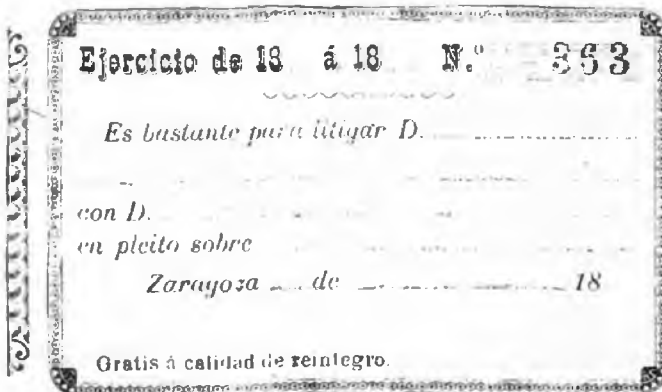 Ejercicio de 18 á 18 N.º 363
Es bastante para litigar D.
con D.
en pleito sobre
Zaragoza de 18
Gratis á calidad de reintegro.